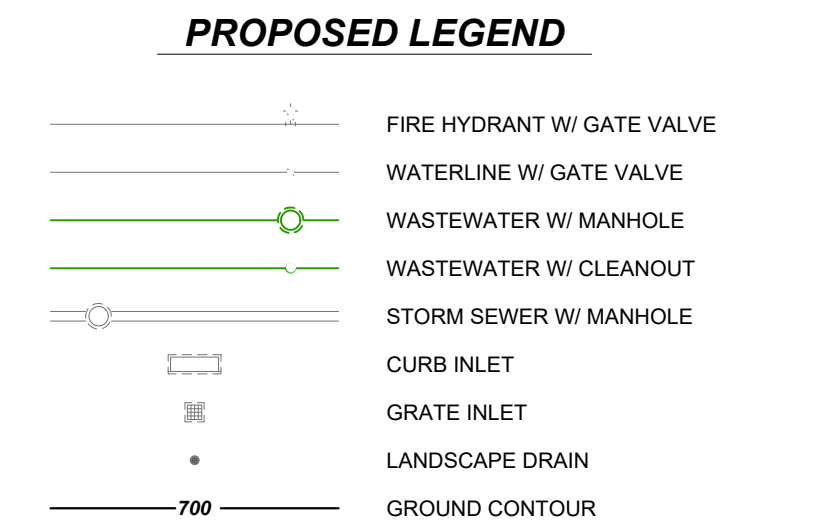 PROPOSED LEGEND
FIRE HYDRANT W/ GATE VALVE
WATERLINE W/ GATE VALVE
WASTEWATER W/ MANHOLE
WASTEWATER W/ CLEANOUT
STORM SEWER W/ MANHOLE
CURB INLET
GRATE INLET
LANDSCAPE DRAIN
700 GROUND CONTOUR